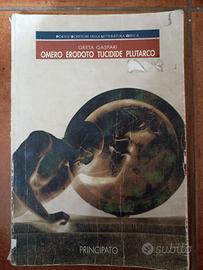 POETI E SCRITTORI DELLA LETTERATURA GRECA
GRETA GASPARI
OMERO ERODOTO TUCIDIDE PLUTARCO
PRINCIPATO
subito